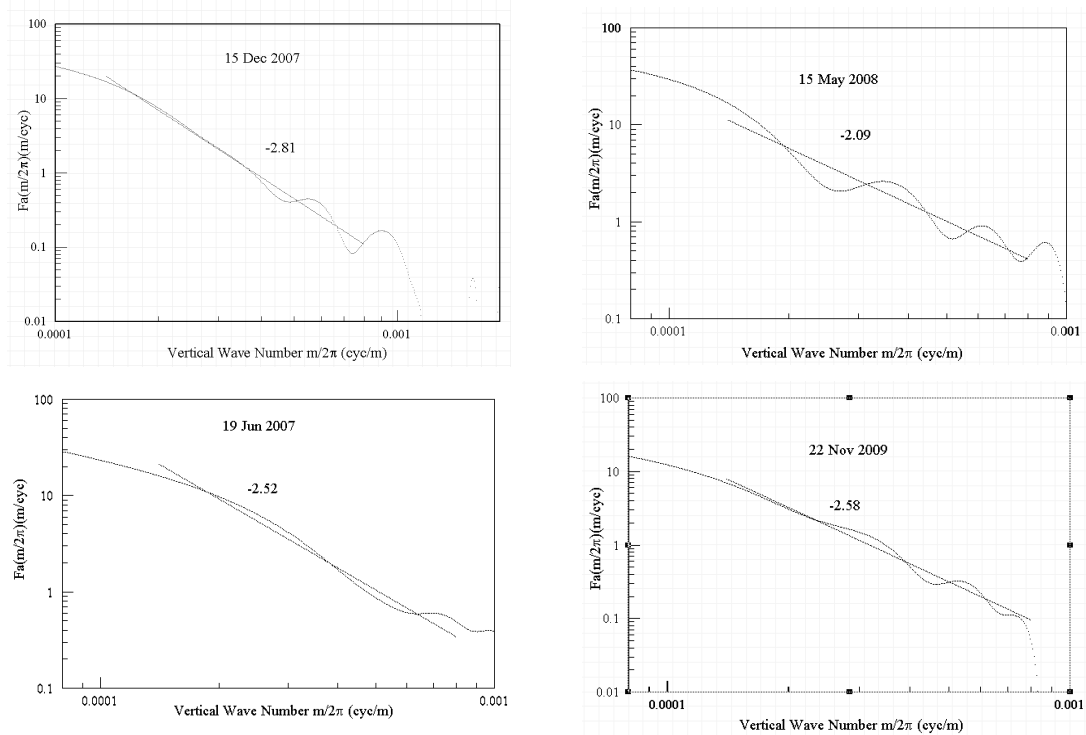 100
10
1
0.1
0.01
Fa(m/2π)(m/cyc)
15 Dec 2007
-2.81
0.0001
0.001
Vertical Wave Number m/2π (cyc/m)
100
10
1
0.1
Fa(m/2π)(m/cyc)
15 May 2008
-2.09
0.0001
0.001
Vertical Wave Number m/2π (cyc/m)
100
10
1
0.1
Fa(m/2π)(m/cyc)
19 Jun 2007
-2.52
0.0001
0.001
Vertical Wave Number m/2π (cyc/m)
100
10
1
0.1
0.01
Fa(m/2π)(m/cyc)
22 Nov 2009
-2.58
0.0001
0.001
Vertical Wave Number m/2π (cyc/m)